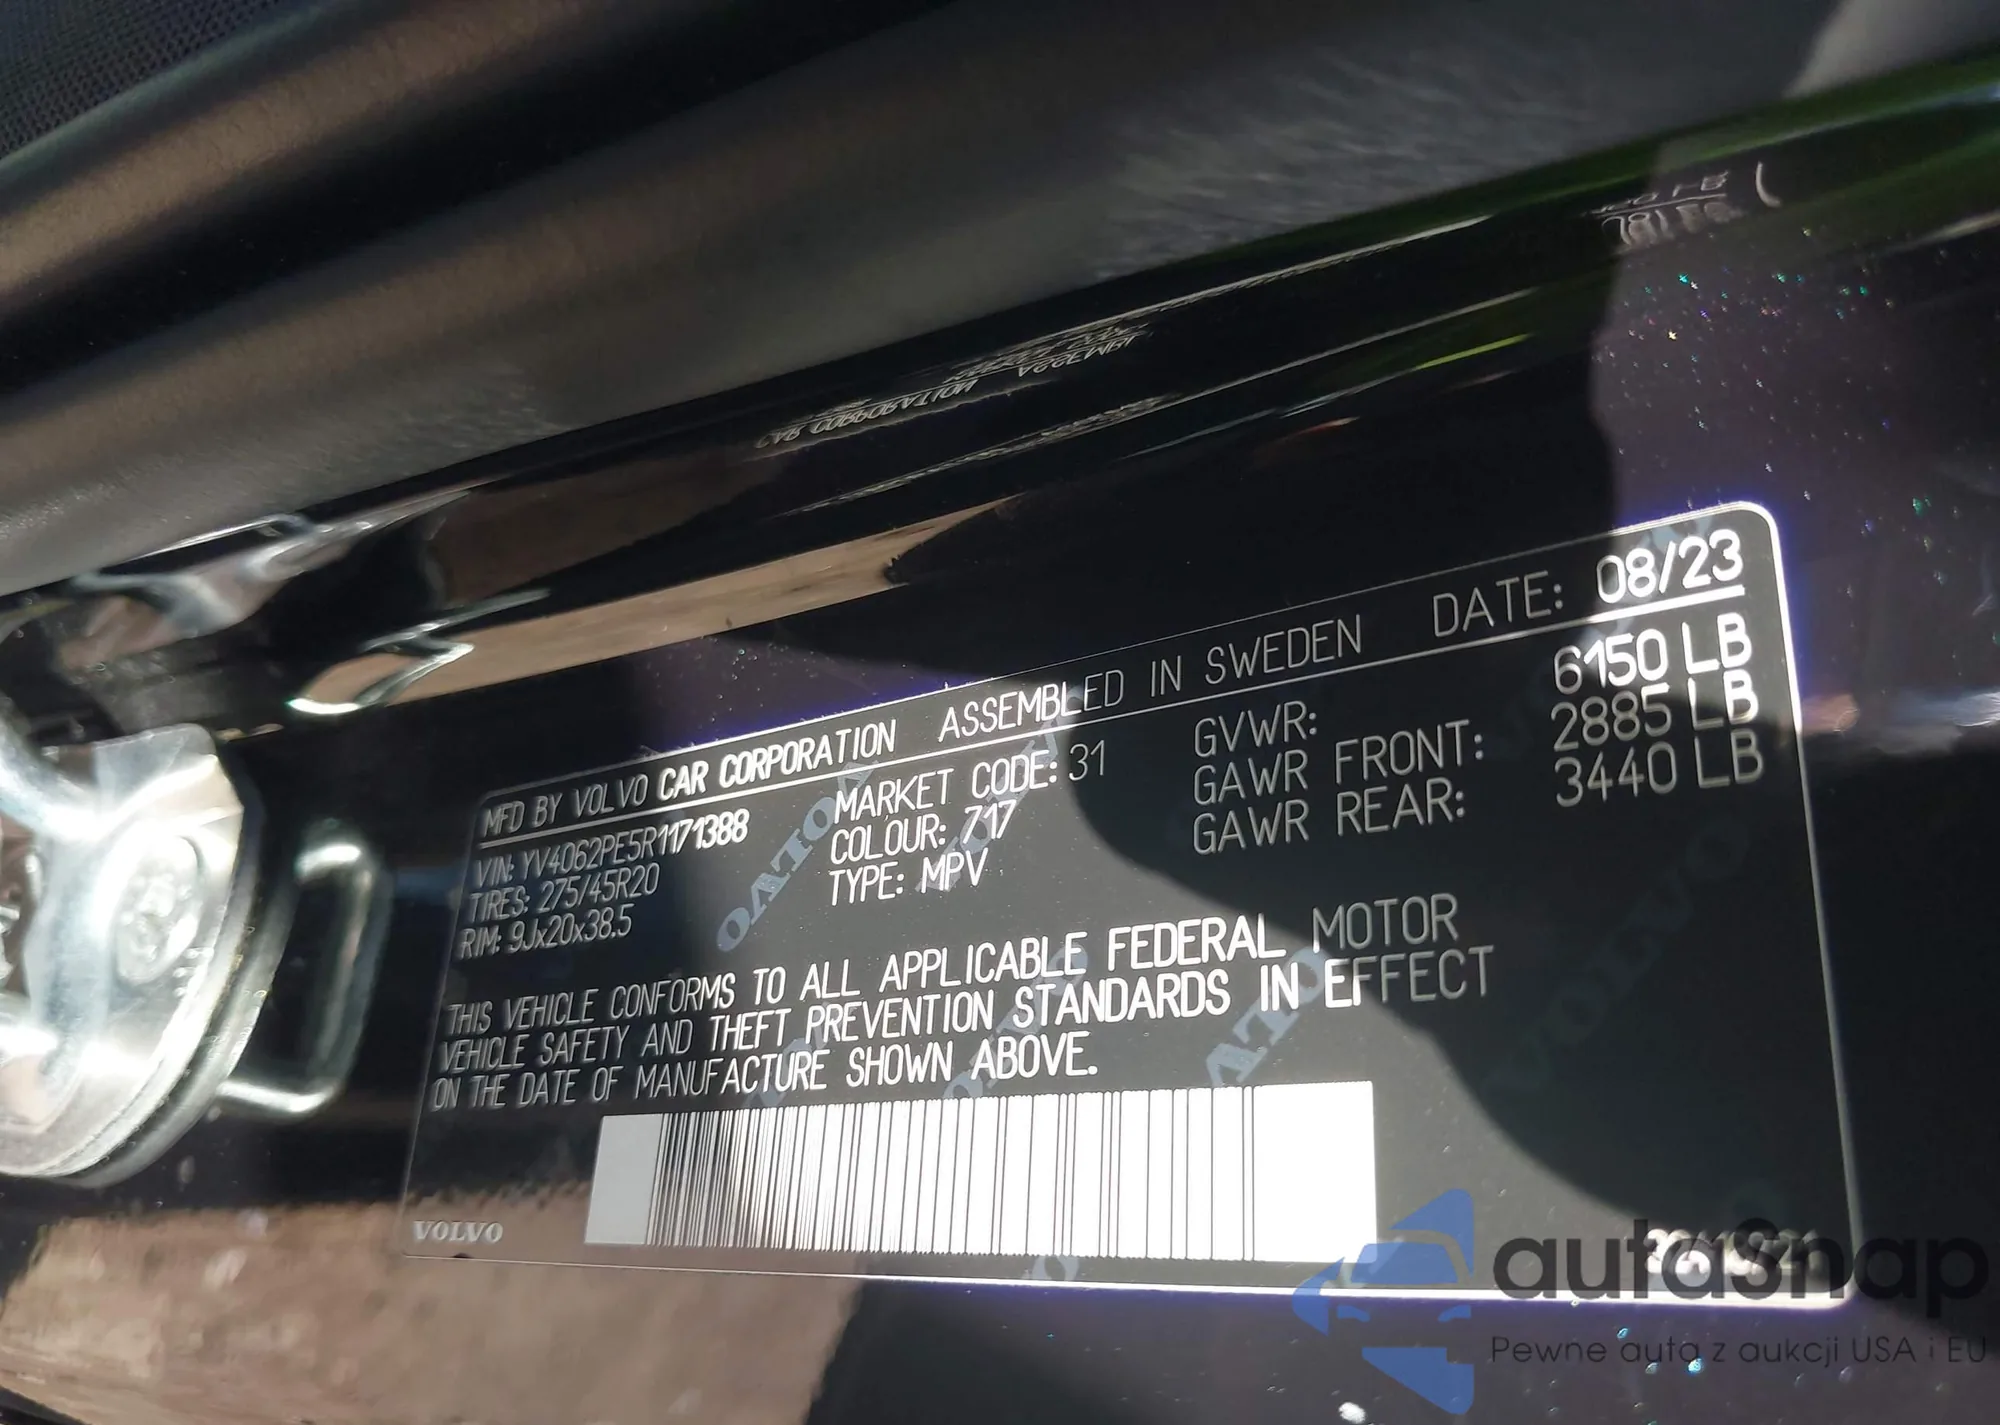 MFD BY VOLVO CAR CORPORATION ASSEMBLED IN SWEDEN DATE: 08/23
VIN: YV4062PE5R1171388 MARKET CODE: 31 GVWR: 6150 LB
TIRES: 275/45R20 COLOUR: 717 GAWR FRONT: 2885 LB
RIM: 9Jx20x38.5 TYPE: MPV GAWR REAR: 3440 LB
THIS VEHICLE CONFORMS TO ALL APPLICABLE FEDERAL MOTOR
VEHICLE SAFETY AND THEFT PREVENTION STANDARDS IN EFFECT
ON THE DATE OF MANUFACTURE SHOWN ABOVE.
VOLVO
autasnap
Pewne auta z aukcji USA i EU